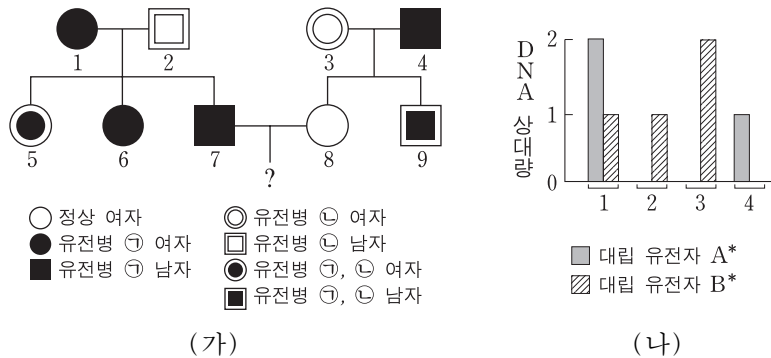 1 2 3 4
5 6 7 8 9
?
정상 여자
유전병 ㉠ 여자
유전병 ㉠ 남자
유전병 ㉡ 여자
유전병 ㉡ 남자
유전병 ㉠, ㉡ 여자
유전병 ㉠, ㉡ 남자
(가)
DNA 상대량
2
1
0
1 2 3 4
대립 유전자 A*
대립 유전자 B*
(나)